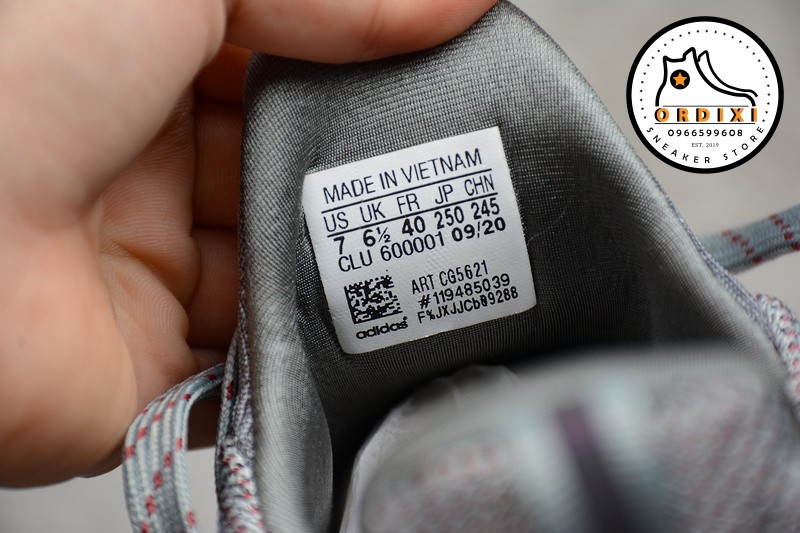 MADE IN VIETNAM
US UK FR JP CHN
7 6½ 40 250 245
CLU 600001 09/20
ART CG5621
#119485039
F%JXJJCb09288
adidas
ORDIXI
0966599608
EST. 2019
SNEAKER STORE